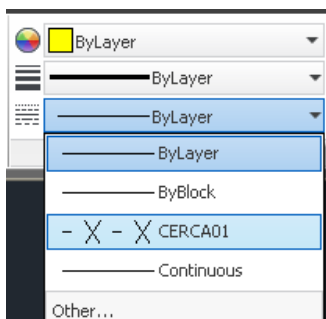 ByLayer
ByLayer
ByLayer
ByLayer
ByBlock
CERCA01
Continuous
Other...